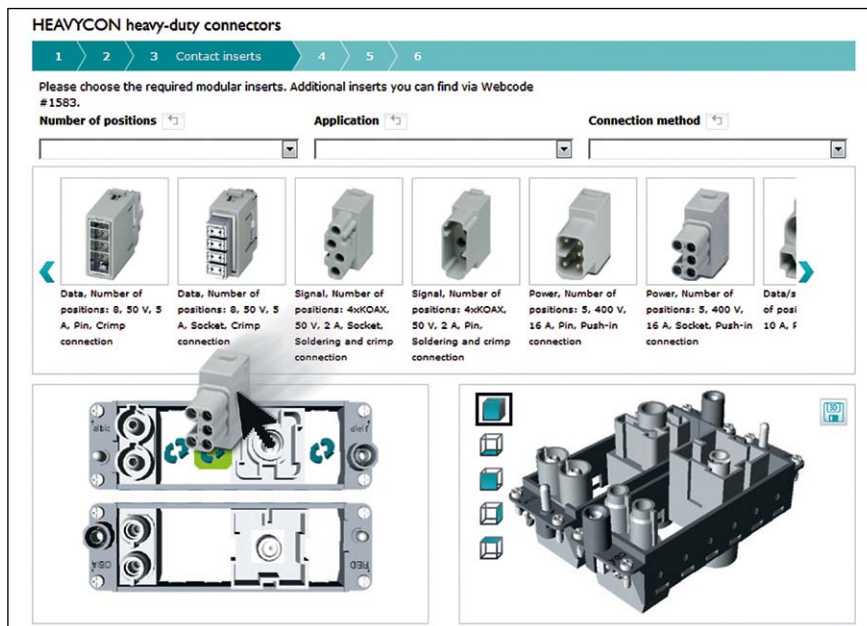 HEAVYCON heavy-duty connectors
1 2 3 Contact inserts 4 5 6
Please choose the required modular inserts. Additional inserts you can find via Webcode
#1583.
Number of positions Application Connection method
Data, Number of
positions: 8, 50 V, 5
A, Pin, Crimp
connection
Data, Number of
positions: 8, 50 V, 5
A, Socket, Crimp
connection
Signal, Number of
positions: 4xKOAX,
50 V, 2 A, Socket,
Soldering and crimp
connection
Signal, Number of
positions: 4xKOAX,
50 V, 2 A, Pin,
Soldering and crimp
connection
Power, Number of
positions: 5, 400 V,
16 A, Pin, Push-in
connection
Power, Number of
positions: 5, 400 V,
16 A, Socket, Push-in
connection
Data/s
of posi
10 A, F
3D